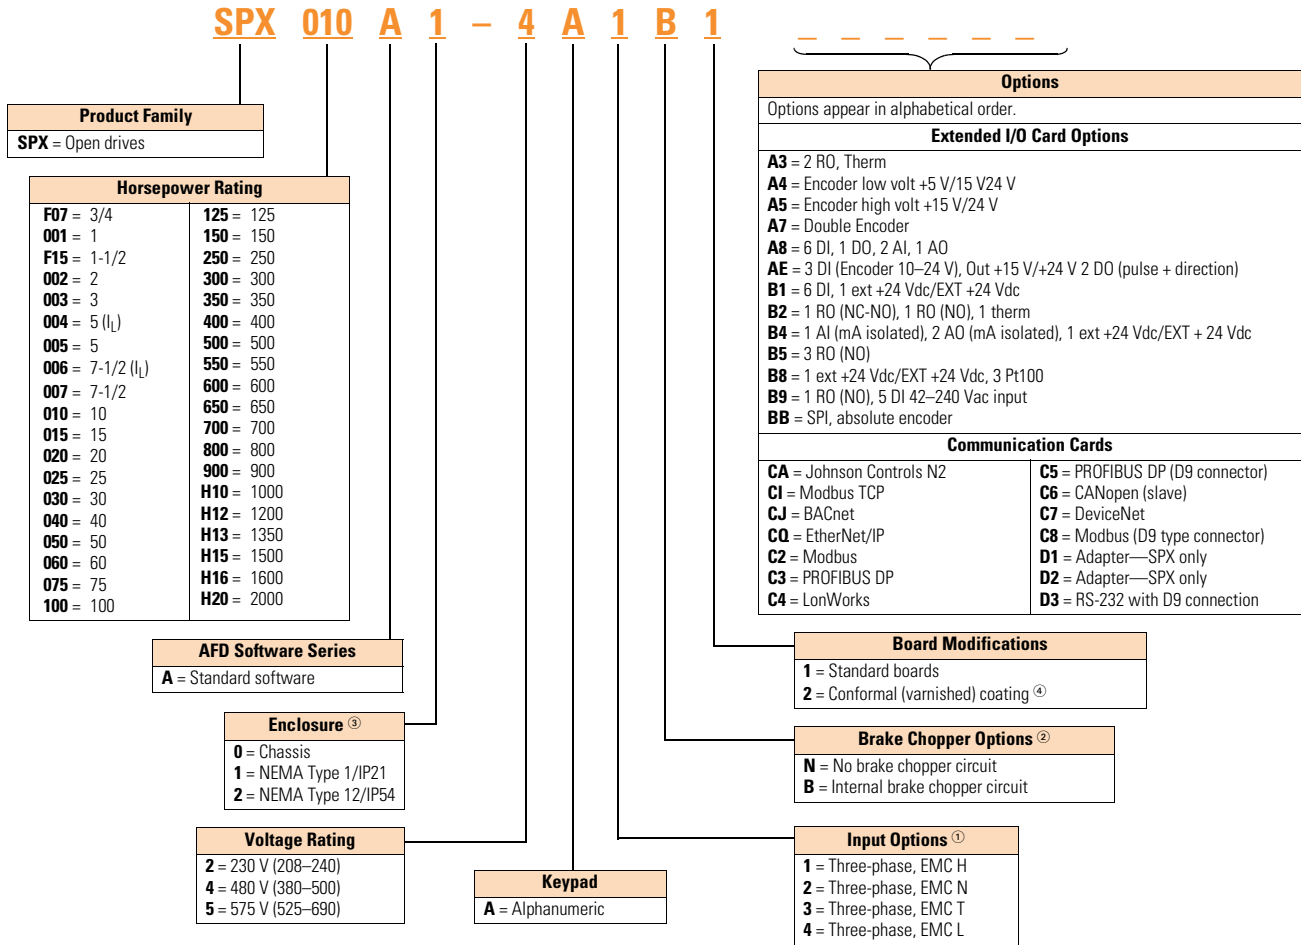 SPX 010 A 1 – 4 A 1 B 1 _ _ _ _ _ _
Product Family
SPX = Open drives
Horsepower Rating
F07 = 3/4
001 = 1
F15 = 1-1/2
002 = 2
003 = 3
004 = 5 (IL)
005 = 5
006 = 7-1/2 (IL)
007 = 7-1/2
010 = 10
015 = 15
020 = 20
025 = 25
030 = 30
040 = 40
050 = 50
060 = 60
075 = 75
100 = 100
125 = 125
150 = 150
250 = 250
300 = 300
350 = 350
400 = 400
500 = 500
550 = 550
600 = 600
650 = 650
700 = 700
800 = 800
900 = 900
H10 = 1000
H12 = 1200
H13 = 1350
H15 = 1500
H16 = 1600
H20 = 2000
AFD Software Series
A = Standard software
Enclosure ③
0 = Chassis
1 = NEMA Type 1/IP21
2 = NEMA Type 12/IP54
Voltage Rating
2 = 230 V (208–240)
4 = 480 V (380–500)
5 = 575 V (525–690)
Keypad
A = Alphanumeric
Options
Options appear in alphabetical order.
Extended I/O Card Options
A3 = 2 RO, Therm
A4 = Encoder low volt +5 V/15 V24 V
A5 = Encoder high volt +15 V/24 V
A7 = Double Encoder
A8 = 6 DI, 1 DO, 2 AI, 1 AO
AE = 3 DI (Encoder 10–24 V), Out +15 V/+24 V 2 DO (pulse + direction)
B1 = 6 DI, 1 ext +24 Vdc/EXT +24 Vdc
B2 = 1 RO (NC-NO), 1 RO (NO), 1 therm
B4 = 1 AI (mA isolated), 2 AO (mA isolated), 1 ext +24 Vdc/EXT + 24 Vdc
B5 = 3 RO (NO)
B8 = 1 ext +24 Vdc/EXT +24 Vdc, 3 Pt100
B9 = 1 RO (NO), 5 DI 42–240 Vac input
BB = SPI, absolute encoder
Communication Cards
CA = Johnson Controls N2
CI = Modbus TCP
CJ = BACnet
CQ = EtherNet/IP
C2 = Modbus
C3 = PROFIBUS DP
C4 = LonWorks
C5 = PROFIBUS DP (D9 connector)
C6 = CANopen (slave)
C7 = DeviceNet
C8 = Modbus (D9 type connector)
D1 = Adapter—SPX only
D2 = Adapter—SPX only
D3 = RS-232 with D9 connection
Board Modifications
1 = Standard boards
2 = Conformal (varnished) coating ④
Brake Chopper Options ②
N = No brake chopper circuit
B = Internal brake chopper circuit
Input Options ①
1 = Three-phase, EMC H
2 = Three-phase, EMC N
3 = Three-phase, EMC T
4 = Three-phase, EMC L